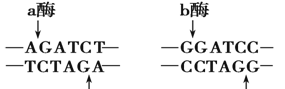 a酶 b酶
—AGATCT— —GGATCC—
—TCTAGA— —CCTAGG—